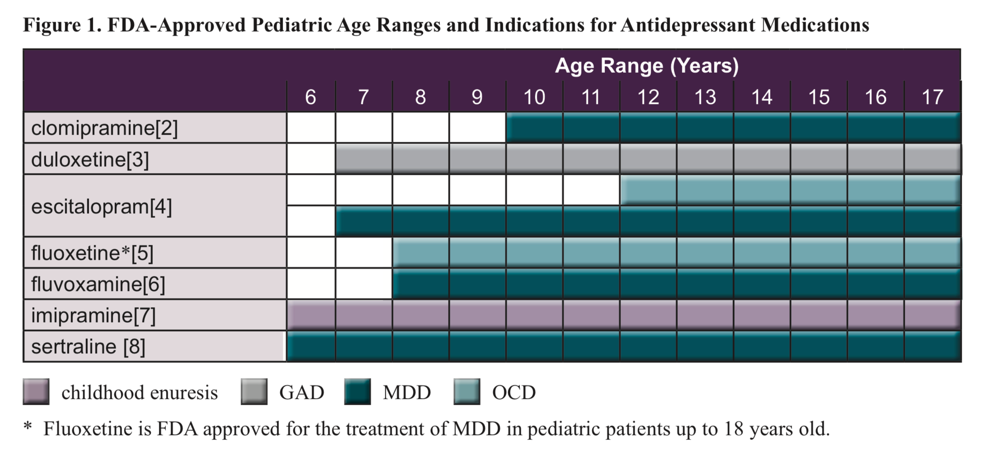 Figure 1. FDA-Approved Pediatric Age Ranges and Indications for Antidepressant Medications
Age Range (Years)
6 7 8 9 10 11 12 13 14 15 16 17
clomipramine[2]
duloxetine[3]
escitalopram[4]
fluoxetine*[5]
fluvoxamine[6]
imipramine[7]
sertraline [8]
childhood enuresis GAD MDD OCD
* Fluoxetine is FDA approved for the treatment of MDD in pediatric patients up to 18 years old.